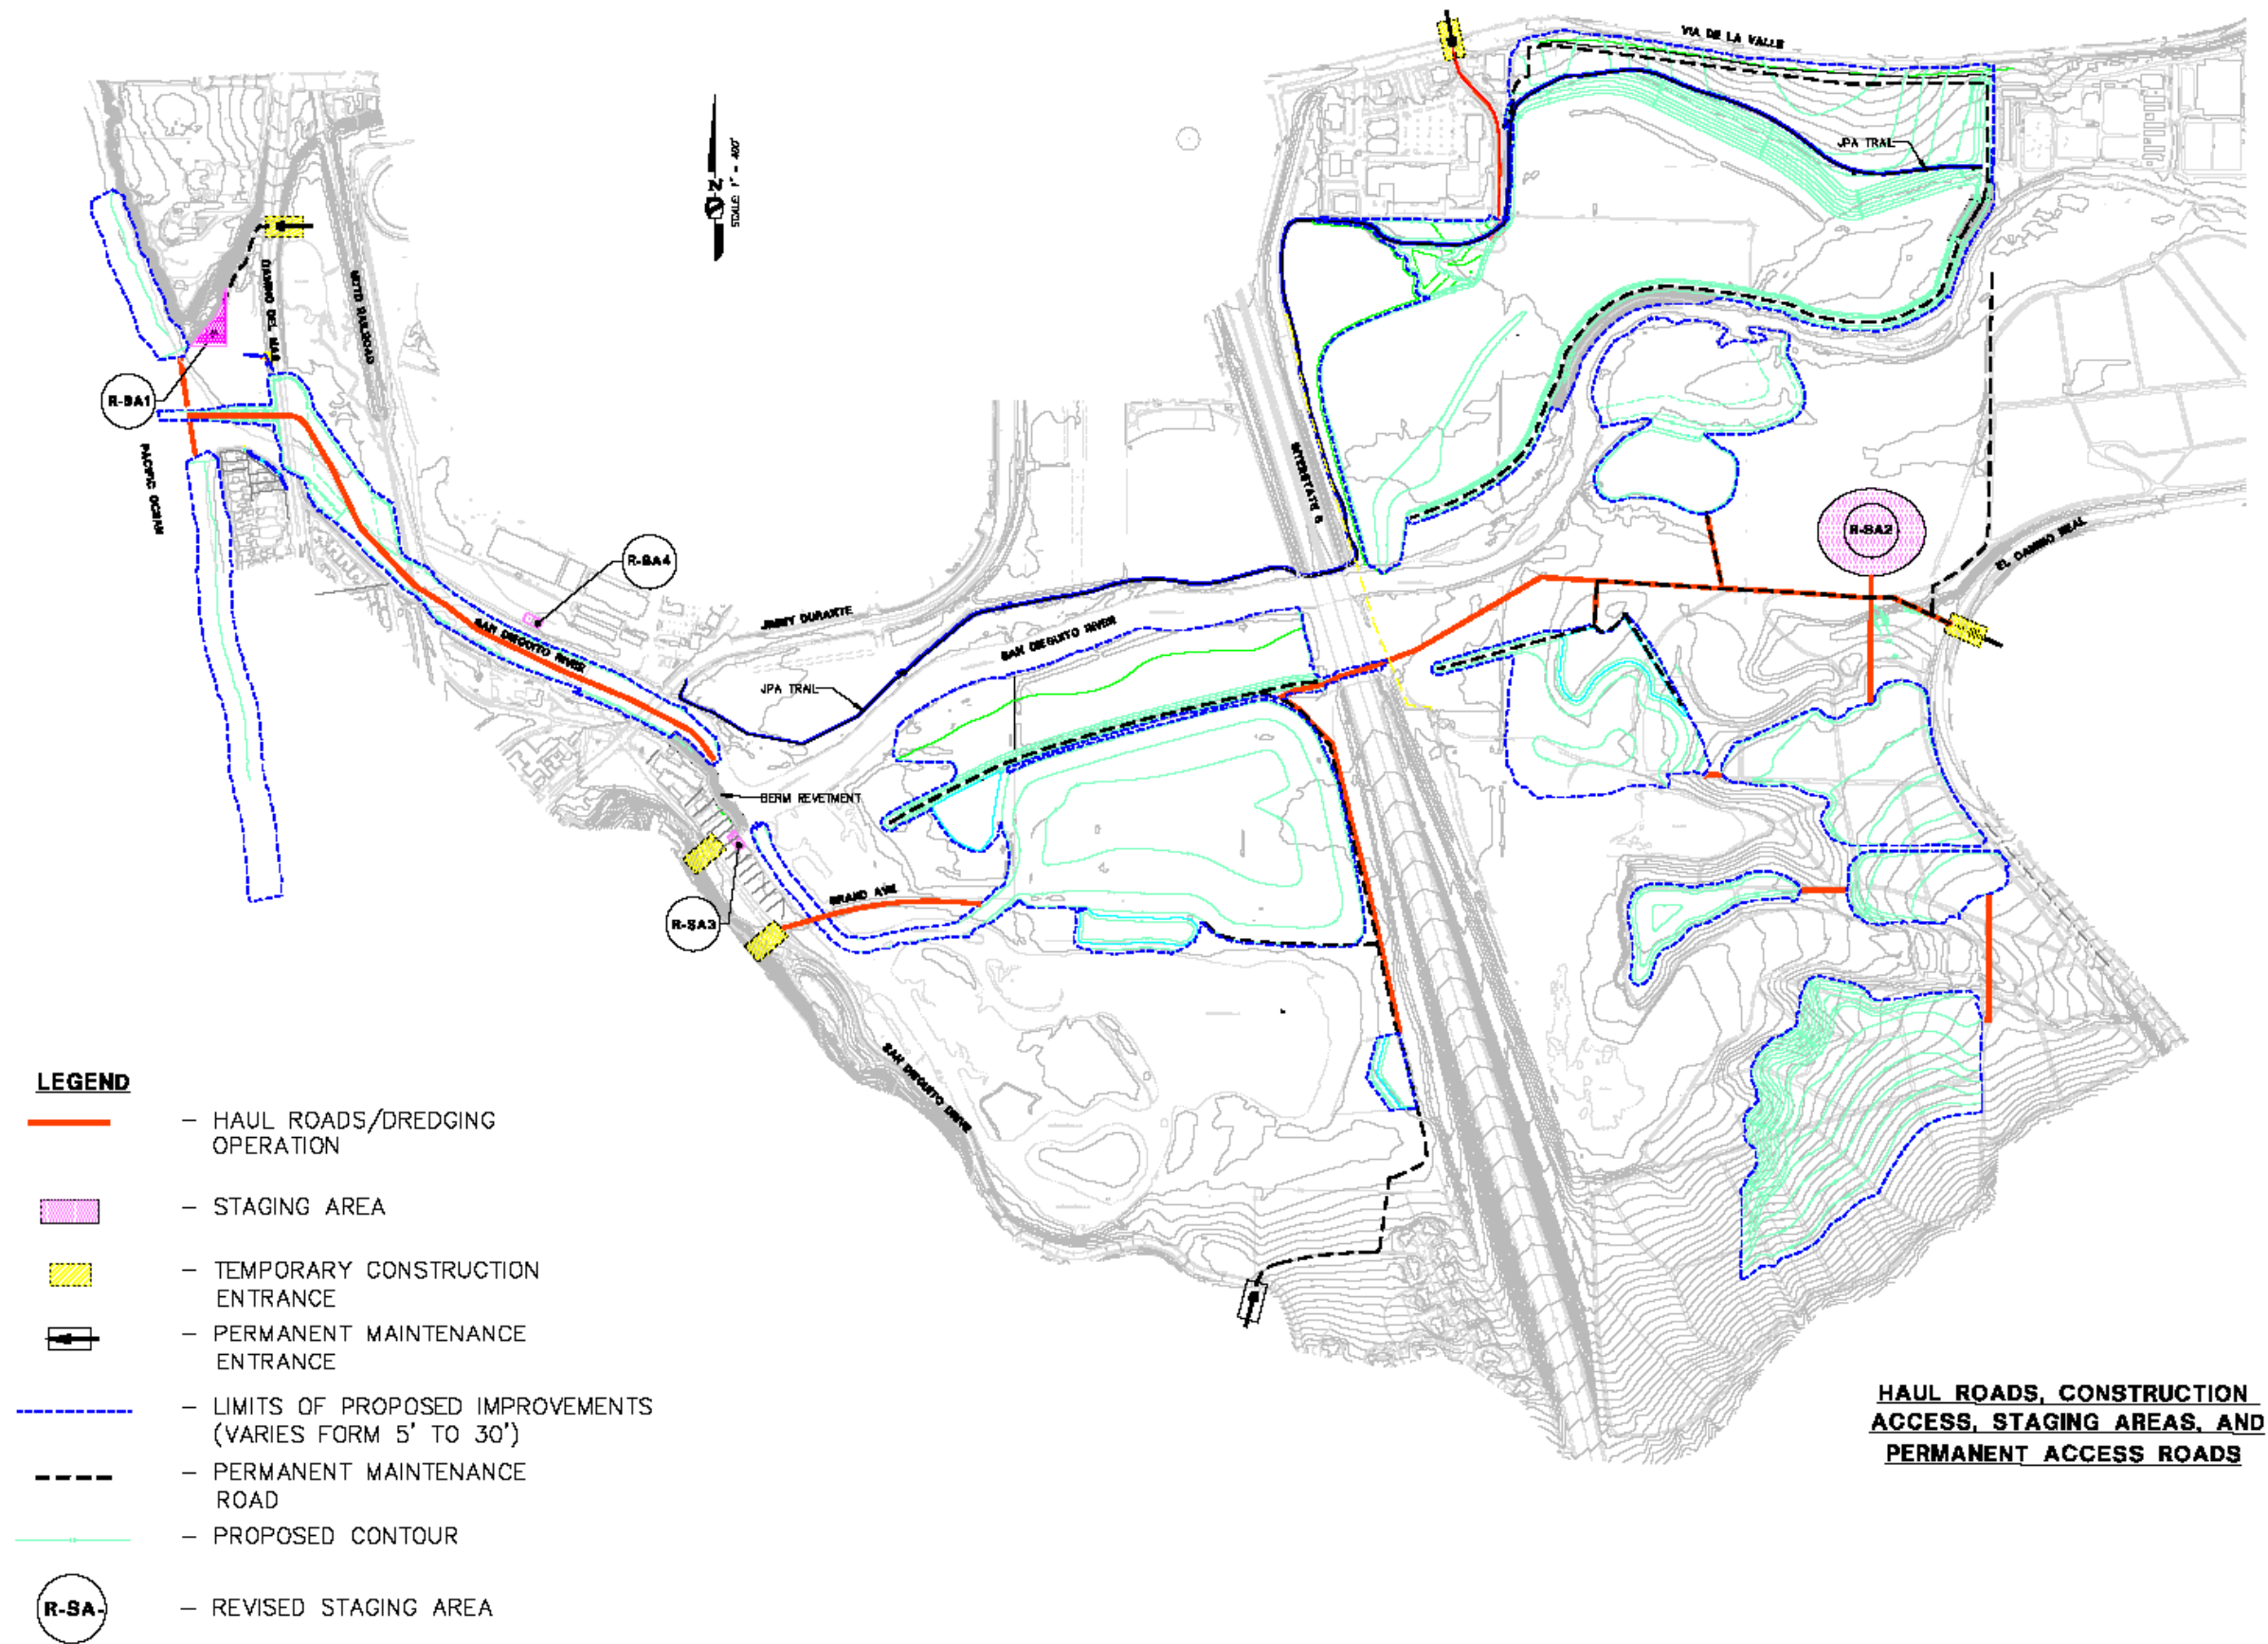 VIA DE LA VALLE
JPA TRAIL
SCALE: 1" = 400'
CAMINO DEL MAR
NCTD RAILROAD
R-SA1
PACIFIC OCEAN
INTERSTATE 5
R-SA2
EL CAMINO REAL
R-SA4
JIMMY DURANTE
SAN DIEGUITO RIVER
SAN DIEGUITO RIVER
JPA TRAIL
BERM REVETMENT
GRAND AVE
R-SA3
SAN DIEGUITO DRIVE
LEGEND
– HAUL ROADS/DREDGING
OPERATION
– STAGING AREA
– TEMPORARY CONSTRUCTION
ENTRANCE
– PERMANENT MAINTENANCE
ENTRANCE
– LIMITS OF PROPOSED IMPROVEMENTS
(VARIES FORM 5' TO 30')
– PERMANENT MAINTENANCE
ROAD
– PROPOSED CONTOUR
R-SA-
– REVISED STAGING AREA
HAUL ROADS, CONSTRUCTION
ACCESS, STAGING AREAS, AND
PERMANENT ACCESS ROADS